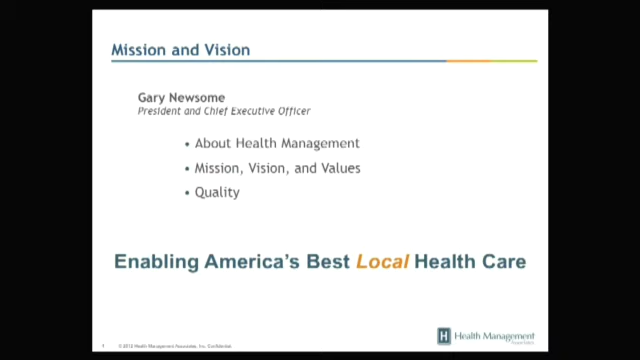 Mission and Vision
Gary Newsome
President and Chief Executive Officer
• About Health Management
• Mission, Vision, and Values
• Quality
Enabling America's Best Local Health Care
© 2012 Health Management Associates, Inc. Confidential.
H Health Management
Associates